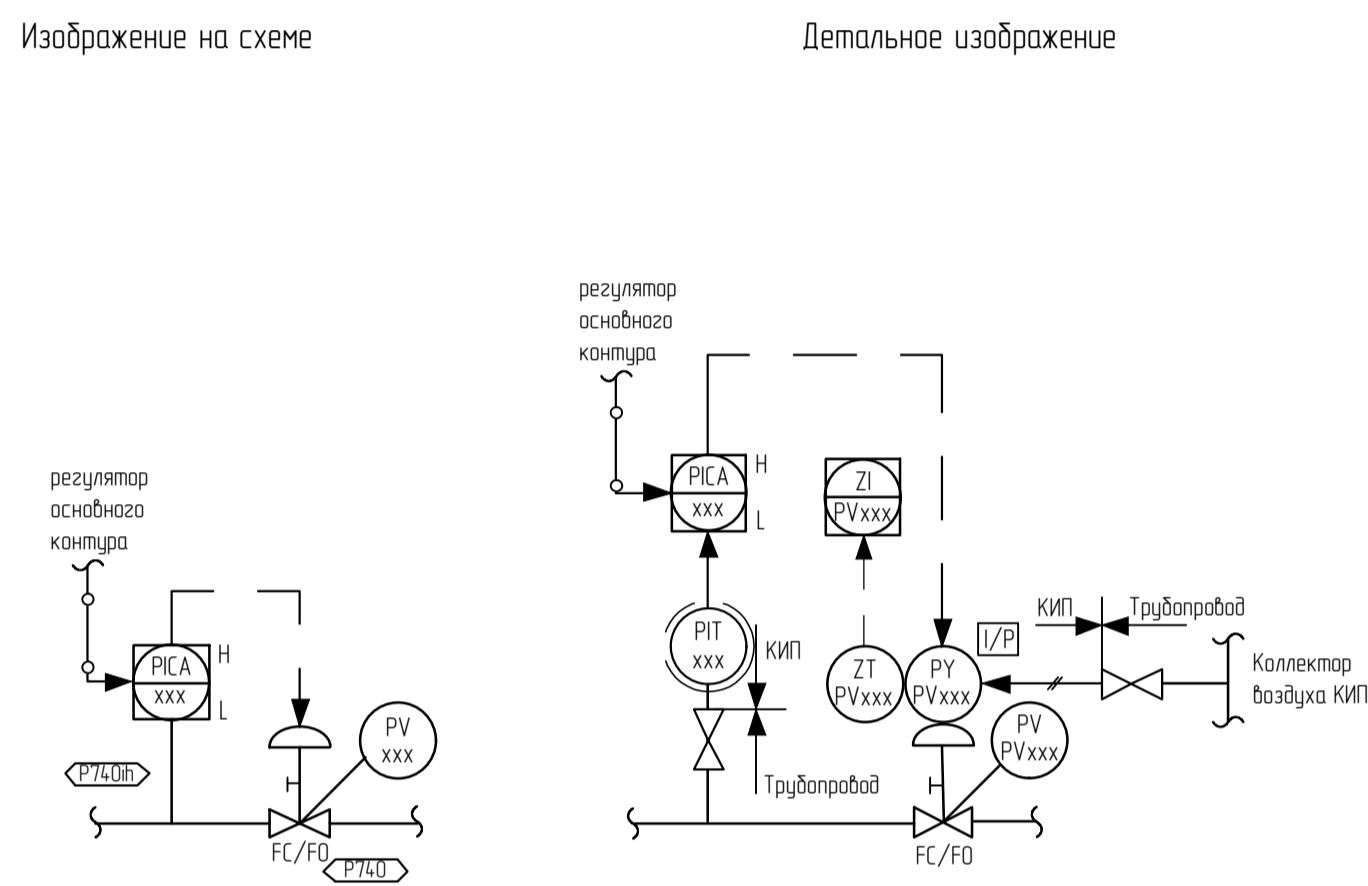 Изображение на схеме
Детальное изображение
регулятор
основного
контура
PICA
xxx
H
L
PV
xxx
P740ih
FC/FO
P740
регулятор
основного
контура
PICA
xxx
H
L
ZI
PVxxx
PIT
xxx
КИП
Трубопровод
ZT
PVxxx
PY
PVxxx
I/P
КИП
Трубопровод
Коллектор
воздуха КИП
PV
PVxxx
FC/FO